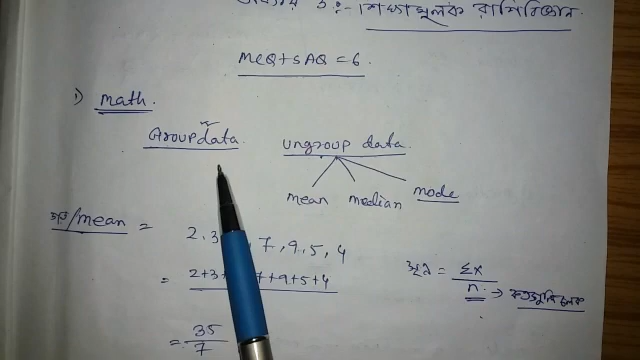 শিক্ষামূলক রাশিবিজ্ঞান.
MCQ+SAQ = 6.
1) Math.
Groupdata. ungroup data.
mean median mode
গড়/mean = 2, 3 7, 9, 5, 4
= 2+3+ +9+5+4
সূত্র = ΣX
n. →
= 35
7